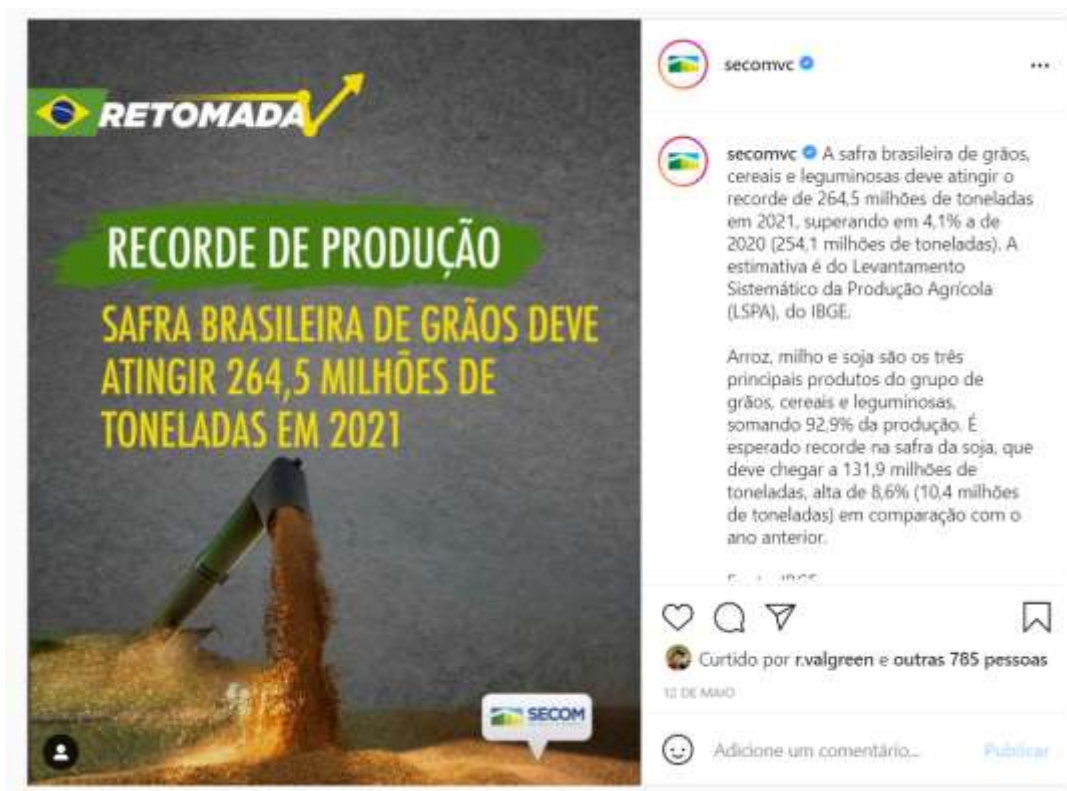 RETOMADA
RECORDE DE PRODUÇÃO
SAFRA BRASILEIRA DE GRÃOS DEVE
ATINGIR 264,5 MILHÕES DE
TONELADAS EM 2021
SECOM
secomvc
secomvc A safra brasileira de grãos,
cereais e leguminosas deve atingir o
recorde de 264,5 milhões de toneladas
em 2021, superando em 4,1% a de
2020 (254,1 milhões de toneladas). A
estimativa é do Levantamento
Sistemático da Produção Agrícola
(LSPA), do IBGE.
Arroz, milho e soja são os três
principais produtos do grupo de
grãos, cereais e leguminosas,
somando 92,9% da produção. É
esperado recorde na safra da soja, que
deve chegar a 131,9 milhões de
toneladas, alta de 8,6% (10,4 milhões
de toneladas) em comparação com o
ano anterior.
Curtido por r.valgreen e outras 785 pessoas
12 DE MAIO
Adicione um comentário...
Publicar